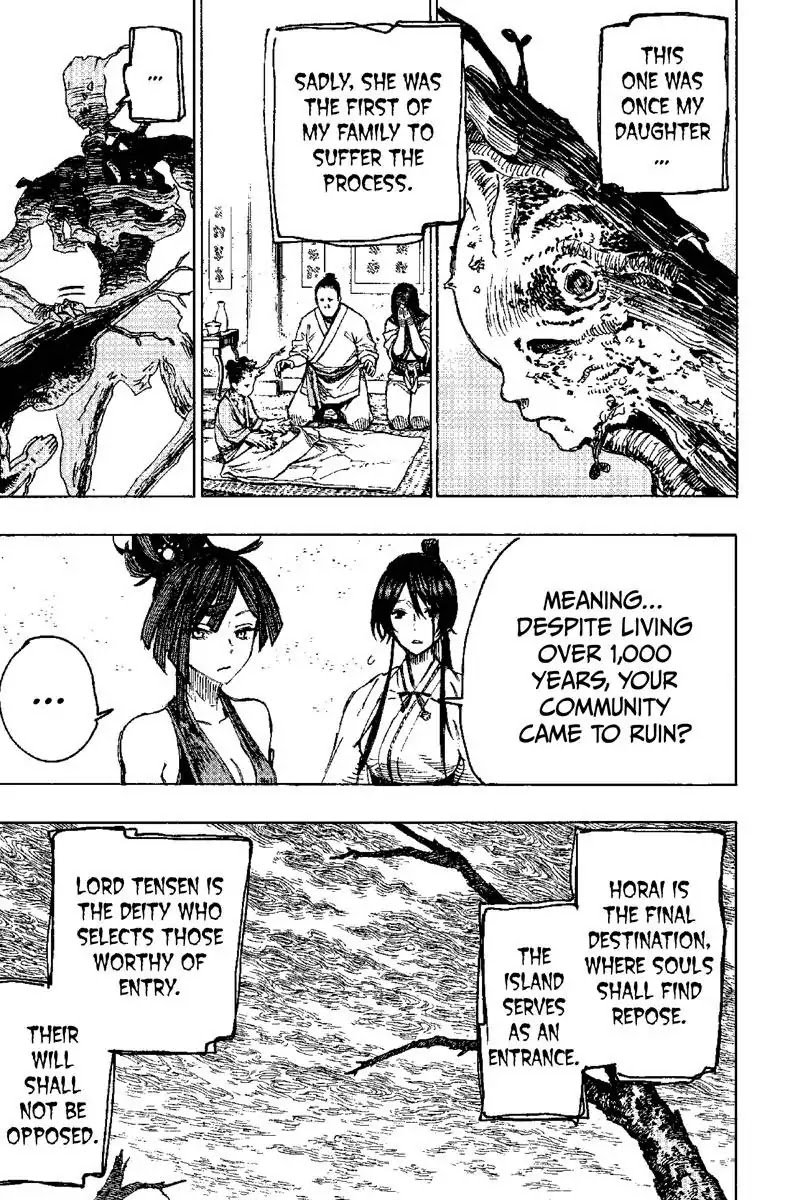 THIS
ONE WAS
ONCE MY
DAUGHTER
...
SADLY, SHE WAS
THE FIRST OF
MY FAMILY TO
SUFFER THE
PROCESS.
...
MEANING...
DESPITE LIVING
OVER 1,000
YEARS, YOUR
COMMUNITY
CAME TO RUIN?
...
HORAI IS
THE FINAL
DESTINATION,
WHERE SOULS
SHALL FIND
REPOSE.
THE
ISLAND
SERVES
AS AN
ENTRANCE.
LORD TENSEN IS
THE DEITY WHO
SELECTS THOSE
WORTHY OF
ENTRY.
THEIR
WILL
SHALL
NOT BE
OPPOSED.